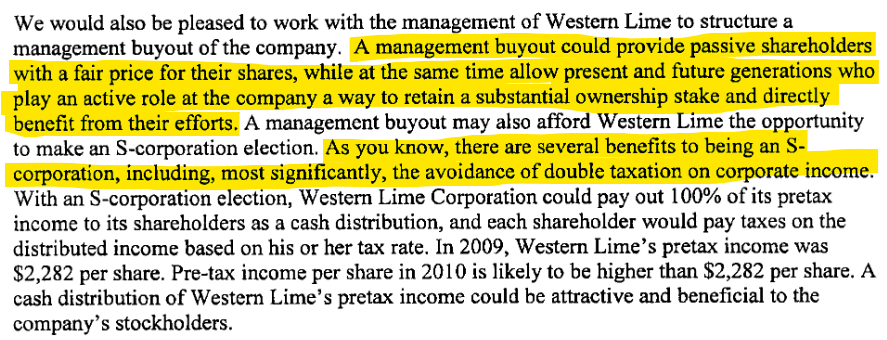 We would also be pleased to work with the management of Western Lime to structure a
management buyout of the company. A management buyout could provide passive shareholders
with a fair price for their shares, while at the same time allow present and future generations who
play an active role at the company a way to retain a substantial ownership stake and directly
benefit from their efforts. A management buyout may also afford Western Lime the opportunity
to make an S-corporation election. As you know, there are several benefits to being an S-
corporation, including, most significantly, the avoidance of double taxation on corporate income.
With an S-corporation election, Western Lime Corporation could pay out 100% of its pretax
income to its shareholders as a cash distribution, and each shareholder would pay taxes on the
distributed income based on his or her tax rate. In 2009, Western Lime's pretax income was
$2,282 per share. Pre-tax income per share in 2010 is likely to be higher than $2,282 per share. A
cash distribution of Western Lime's pretax income could be attractive and beneficial to the
company's stockholders.